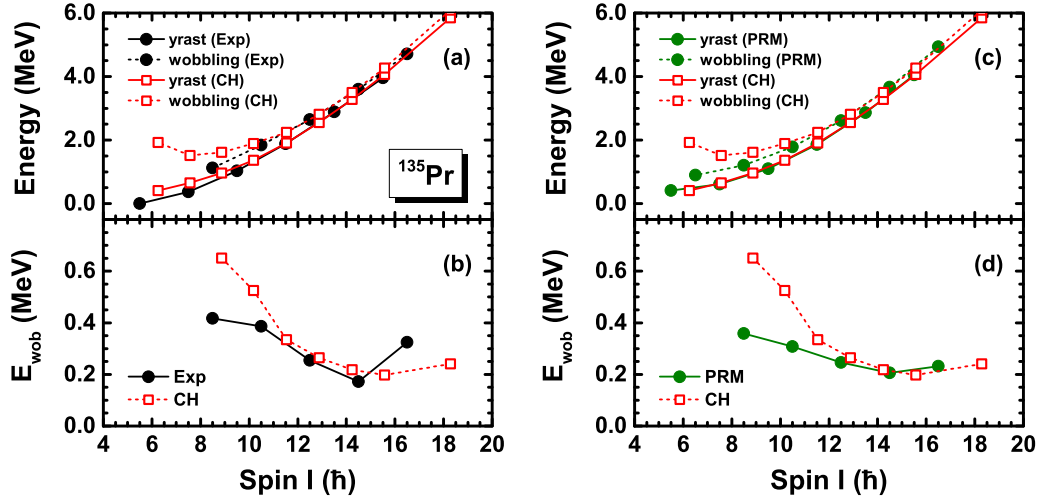 6.0
4.0
2.0
0.0
Energy (MeV)
yrast (Exp)
wobbling (Exp)
yrast (CH)
wobbling (CH)
(a)
¹³⁵Pr
0.6
0.4
0.2
0.0
E_wob (MeV)
(b)
Exp
CH
4 6 8 10 12 14 16 18 20
Spin I (ħ)
6.0
4.0
2.0
0.0
Energy (MeV)
yrast (PRM)
wobbling (PRM)
yrast (CH)
wobbling (CH)
(c)
0.6
0.4
0.2
0.0
E_wob (MeV)
(d)
PRM
CH
4 6 8 10 12 14 16 18 20
Spin I (ħ)